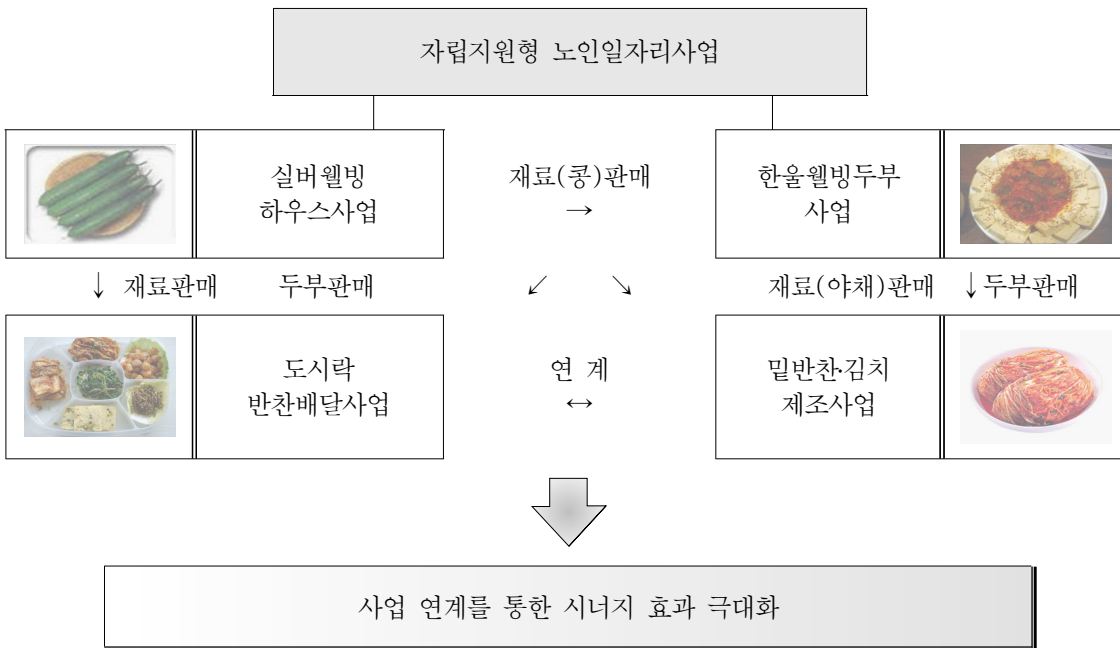 자립지원형 노인일자리사업
실버웰빙
하우스사업
재료(콩)판매
→
한울웰빙두부
사업
↓ 재료판매 두부판매 ↙ ↘ 재료(야채)판매 ↓두부판매
도시락
반찬배달사업
연 계
↔
밑반찬·김치
제조사업
사업 연계를 통한 시너지 효과 극대화